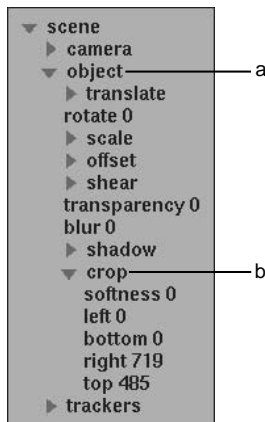 scene
camera
object a
translate
rotate 0
scale
offset
shear
transparency 0
blur 0
shadow
crop b
softness 0
left 0
bottom 0
right 719
top 485
trackers